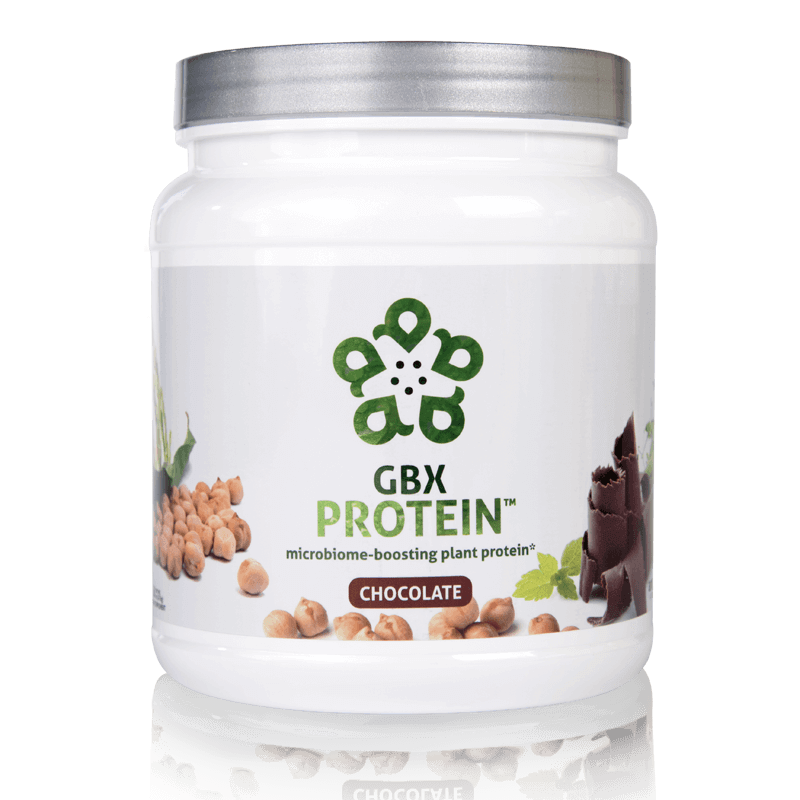 GBX
PROTEIN™
microbiome-boosting plant protein*
CHOCOLATE